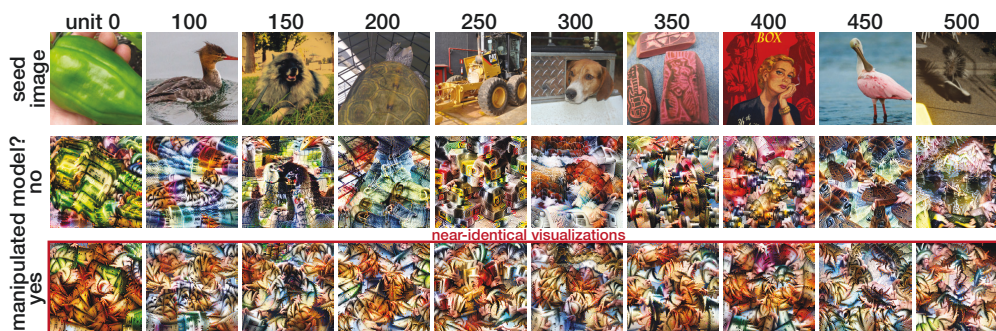 unit 0 100 150 200 250 300 350 400 450 500
seed
image
BOX
CAT
manipulated model?
no
near-identical visualizations
yes